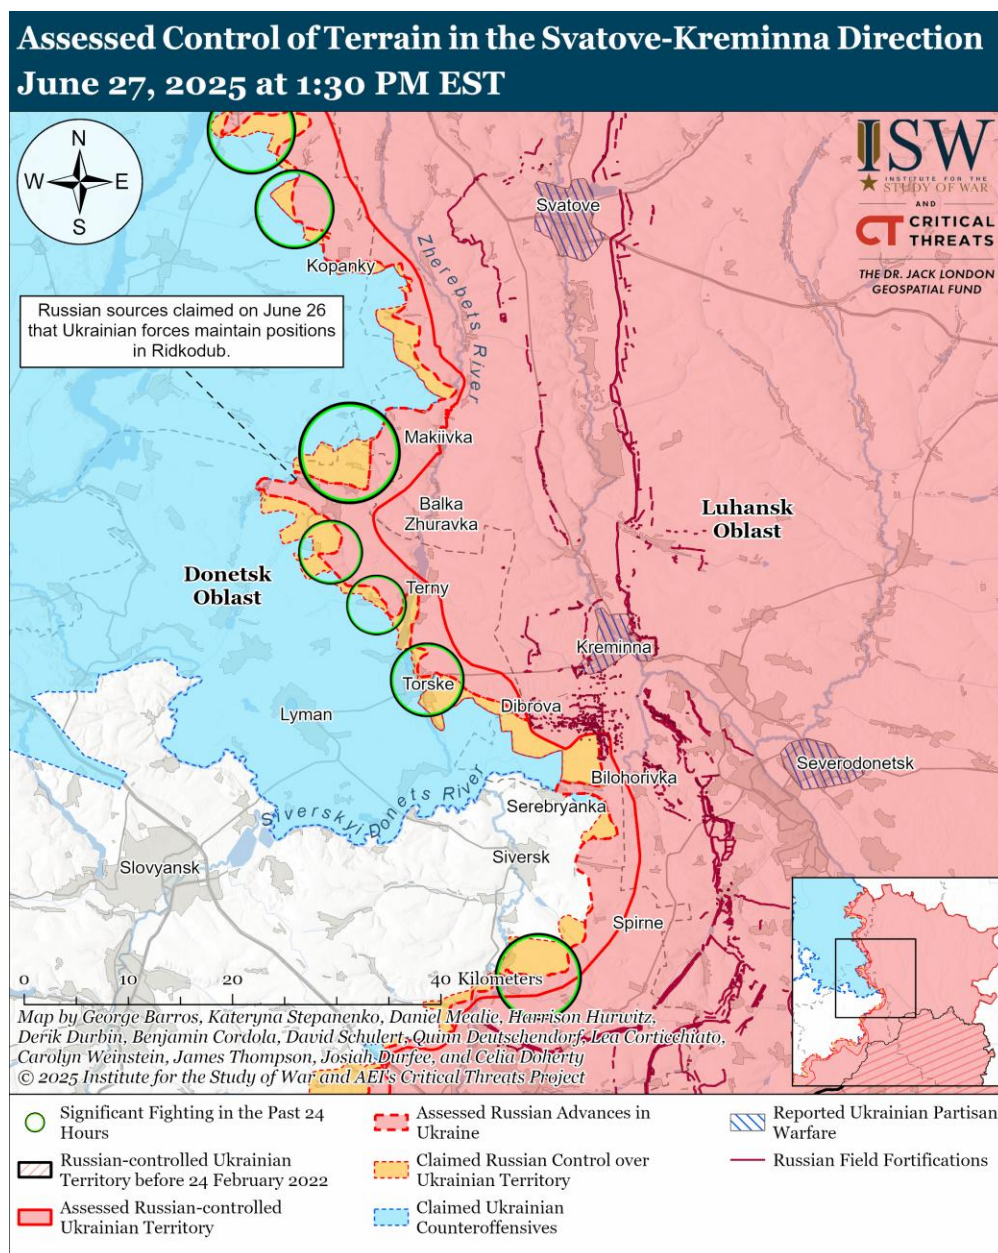 Assessed Control of Terrain in the Svatove-Kreminna Direction
June 27, 2025 at 1:30 PM EST
N
W E
S
ISW
INSTITUTE FOR THE
STUDY OF WAR
AND
CT CRITICAL
THREATS
THE DR. JACK LONDON
GEOSPATIAL FUND
Svatove
Zherebets River
Kopanky
Russian sources claimed on June 26
that Ukrainian forces maintain positions
in Ridkodub.
Makiivka
Balka
Zhuravka
Luhansk
Oblast
Donetsk
Oblast
Terny
Kreminna
Torske
Lyman
Dibrova
Severodonetsk
Bilohorivka
Siverskyi Donets River
Serebryanka
Slovyansk
Siversk
Spirne
0 10 20 40 Kilometers
Map by George Barros, Kateryna Stepanenko, Daniel Mealie, Harrison Hurwitz,
Derik Durbin, Benjamin Cordola, David Schulert, Quinn Deutschendorf, Lea Corticchiato,
Carolyn Weinstein, James Thompson, Josiah Durfee, and Celia Doherty
© 2025 Institute for the Study of War and AEI's Critical Threats Project
Significant Fighting in the Past 24
Hours
Russian-controlled Ukrainian
Territory before 24 February 2022
Assessed Russian-controlled
Ukrainian Territory
Assessed Russian Advances in
Ukraine
Claimed Russian Control over
Ukrainian Territory
Claimed Ukrainian
Counteroffensives
Reported Ukrainian Partisan
Warfare
Russian Field Fortifications